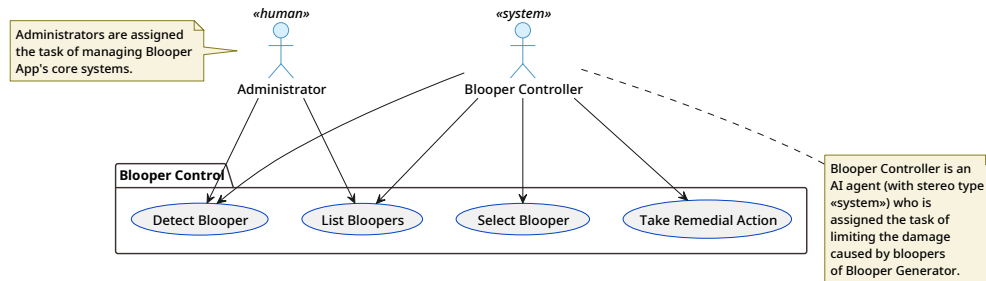 «human»
«system»
Administrators are assigned
the task of managing Blooper
App's core systems.
Administrator
Blooper Controller
Blooper Control
Detect Blooper
List Bloopers
Select Blooper
Take Remedial Action
Blooper Controller is an
AI agent (with stereo type
«system») who is
assigned the task of
limiting the damage
caused by bloopers
of Blooper Generator.